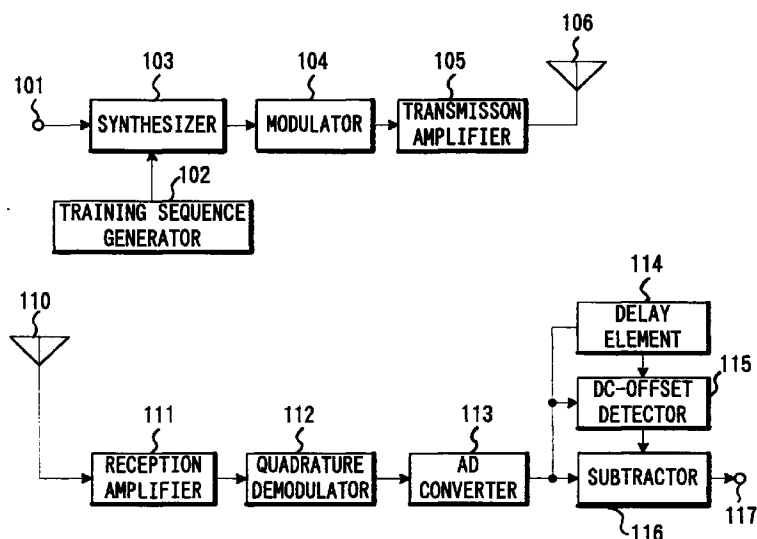 106
103
104
105
101
SYNTHESIZER
MODULATOR
TRANSMISSON
AMPLIFIER
102
TRAINING SEQUENCE
GENERATOR
114
110
DELAY
ELEMENT
115
DC-OFFSET
DETECTOR
111
112
113
RECEPTION
AMPLIFIER
QUADRATURE
DEMODULATOR
AD
CONVERTER
SUBTRACTOR
117
116